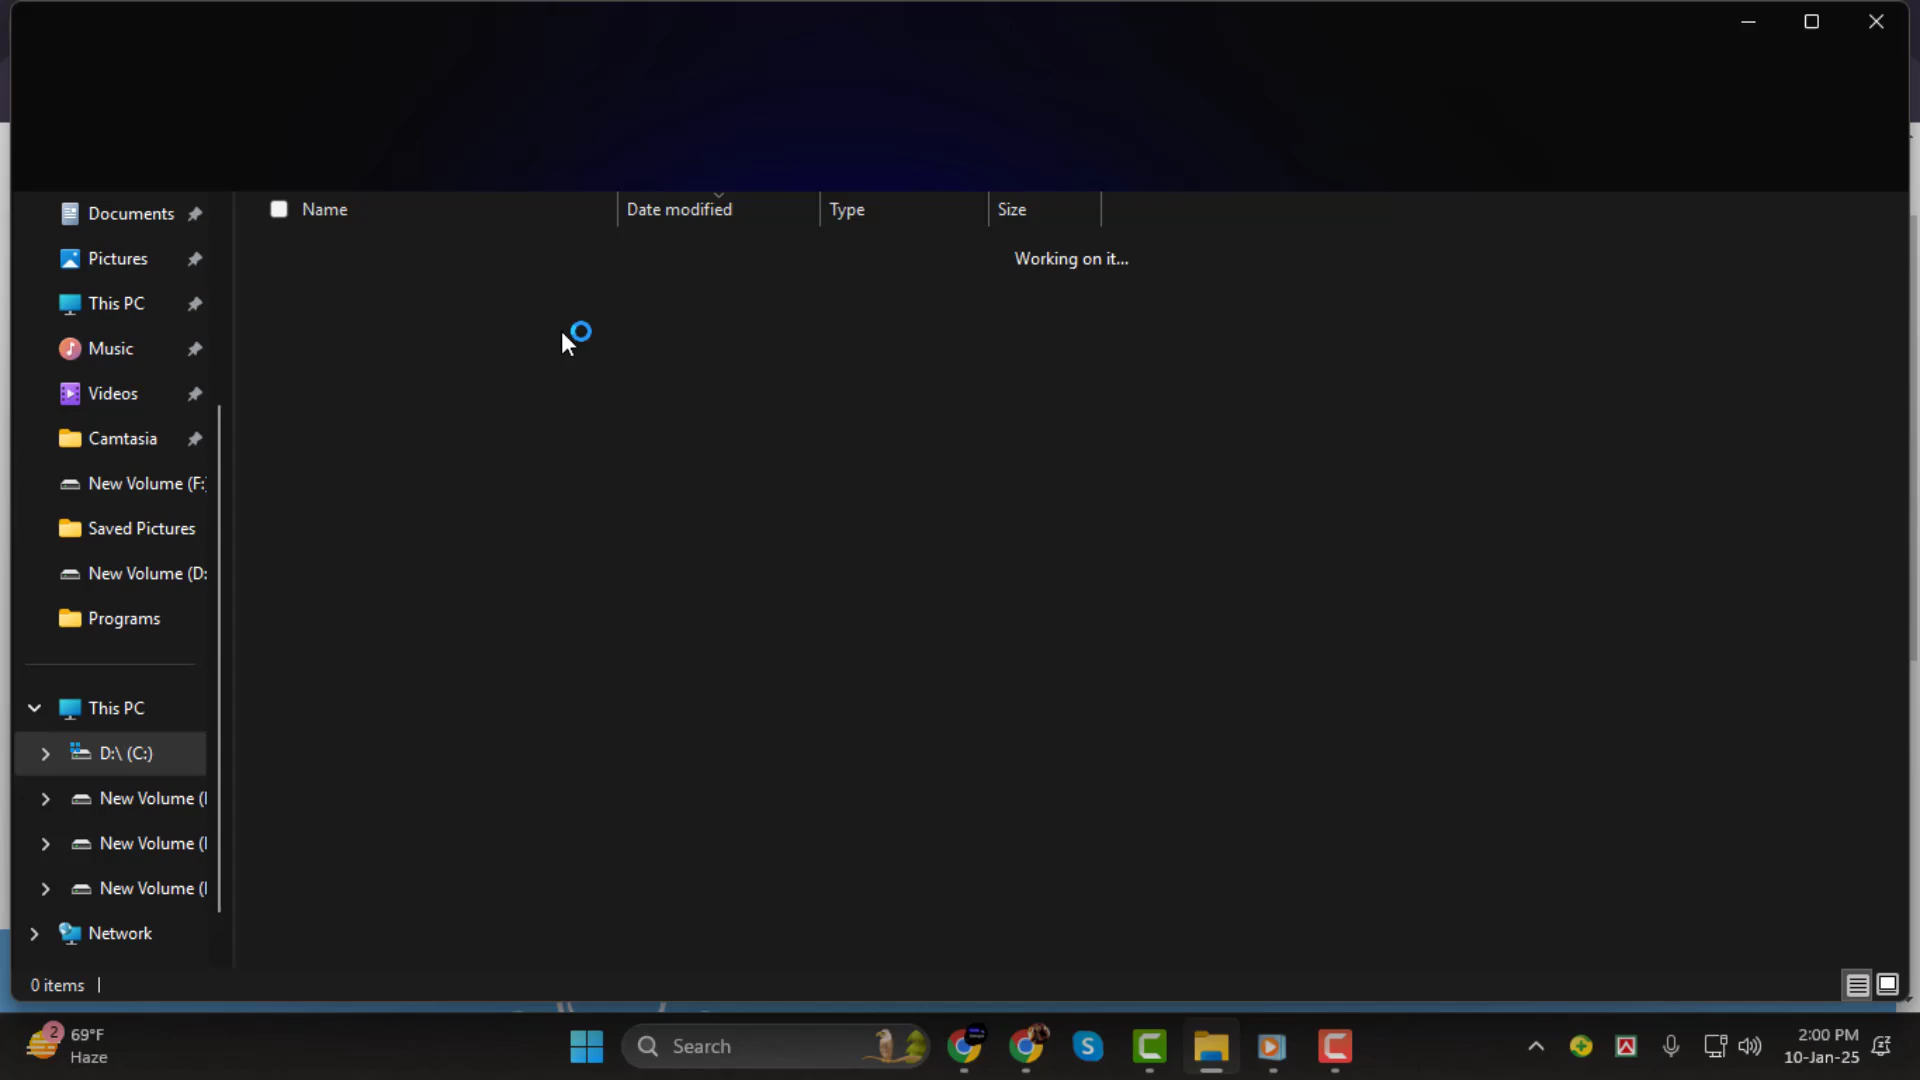 Name
Date modified
Type
Size
Working on it...
Documents
Pictures
This PC
Music
Videos
Camtasia
New Volume (F:
Saved Pictures
New Volume (D:
Programs
This PC
D:\ (C:)
New Volume (
New Volume (
New Volume (
Network
0 items
2
69°F
Haze
Search
2:00 PM
10-Jan-25